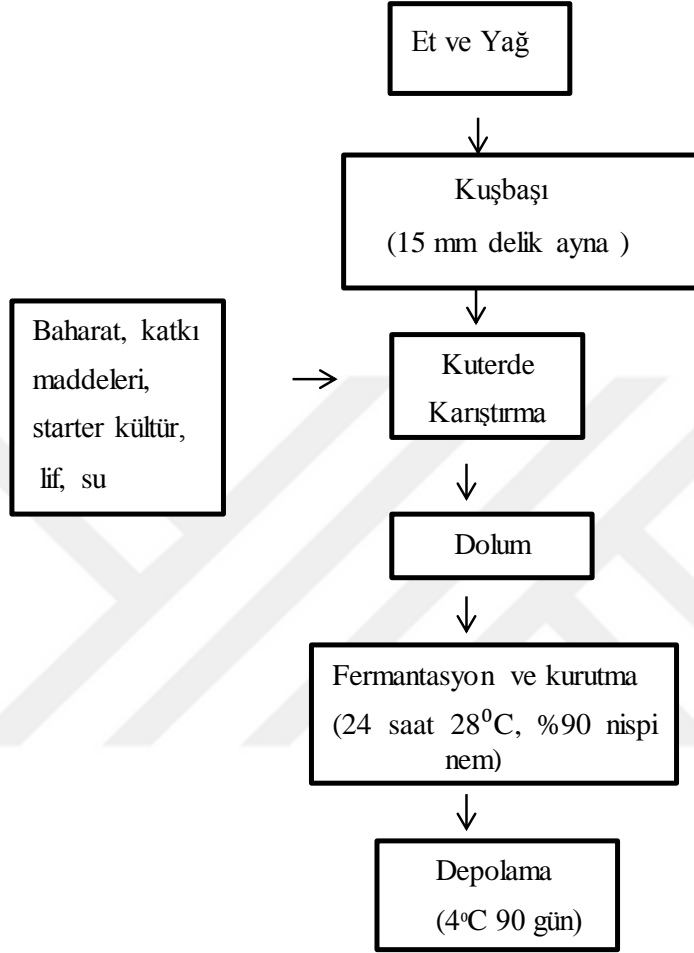 Et ve Yağ
Kuşbaşı
(15 mm delik ayna )
Baharat, katkı
maddeleri,
starter kültür,
lif, su
Kuterde
Karıştırma
Dolum
Fermantasyon ve kurutma
(24 saat 28⁰C, %90 nispi
nem)
Depolama
(4⁰C 90 gün)